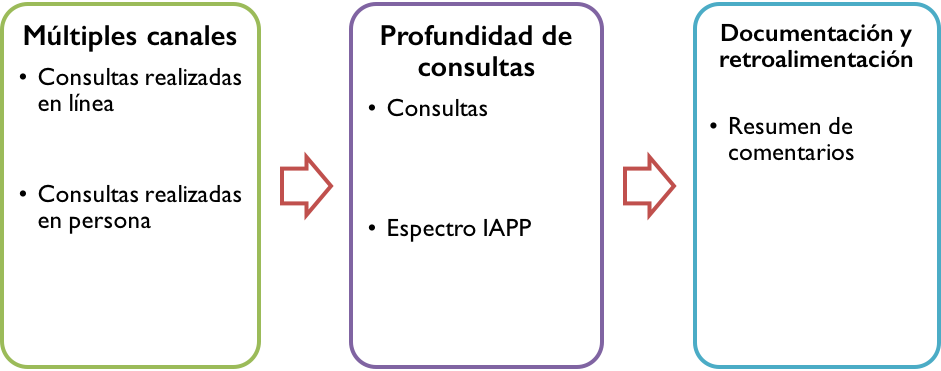 Múltiples canales
• Consultas realizadas
en línea
• Consultas realizadas
en persona
Profundidad de
consultas
• Consultas
• Espectro IAPP
Documentación y
retroalimentación
• Resumen de
comentarios